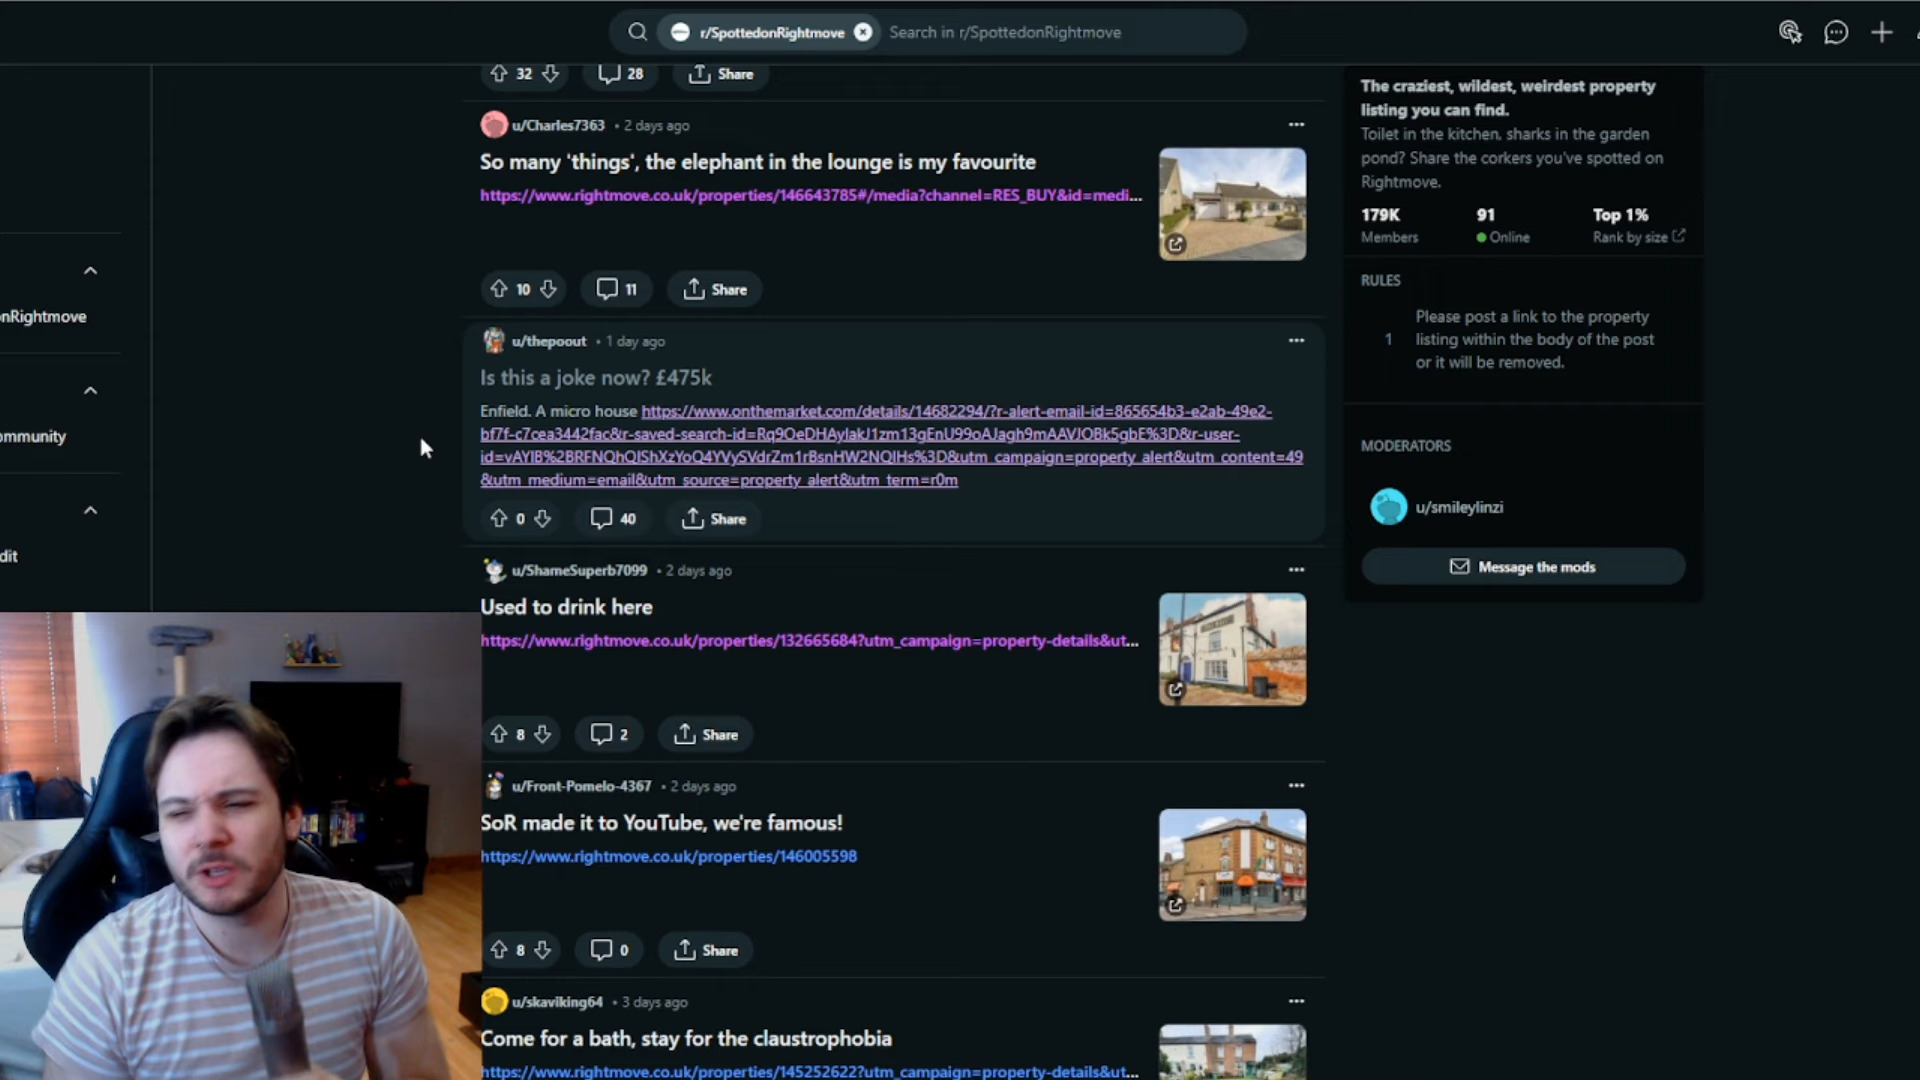 r/SpottedonRightmove Search in r/SpottedonRightmove
32 28 Share
u/Charles7363 • 2 days ago
So many 'things', the elephant in the lounge is my favourite
https://www.rightmove.co.uk/properties/146643785#/media?channel=RES_BUY&id=medi...
10 11 Share
u/thepoout • 1 day ago
Is this a joke now? £475k
Enfield. A micro house https://www.onthemarket.com/details/14682294/?r-alert-email-id=865654b3-e2ab-49e2-
bf7f-c7cea3442fac&r-saved-search-id=Rq9OeDHAylakJ1zm13gEnU99oAJagh9mAAVJOBk5gbE%3D&r-user-
id=vAYIB%2BRFNQhQIShXzYoQ4YVySVdrZm1rBsnHW2NQIHs%3D&utm_campaign=property_alert&utm_content=49
&utm_medium=email&utm_source=property_alert&utm_term=r0m
0 40 Share
u/ShameSuperb7099 • 2 days ago
Used to drink here
https://www.rightmove.co.uk/properties/132665684?utm_campaign=property-details&ut...
8 2 Share
u/Front-Pomelo-4367 • 2 days ago
SoR made it to YouTube, we're famous!
https://www.rightmove.co.uk/properties/146005598
8 0 Share
u/skaviking64 • 3 days ago
Come for a bath, stay for the claustrophobia
https://www.rightmove.co.uk/properties/145252622?utm_campaign=property-details&ut...
The craziest, wildest, weirdest property
listing you can find.
Toilet in the kitchen, sharks in the garden
pond? Share the corkers you've spotted on
Rightmove.
179K 91 Top 1%
Members Online Rank by size
RULES
1 Please post a link to the property
listing within the body of the post
or it will be removed.
MODERATORS
u/smileylinzi
Message the mods
nRightmove
ommunity
dit